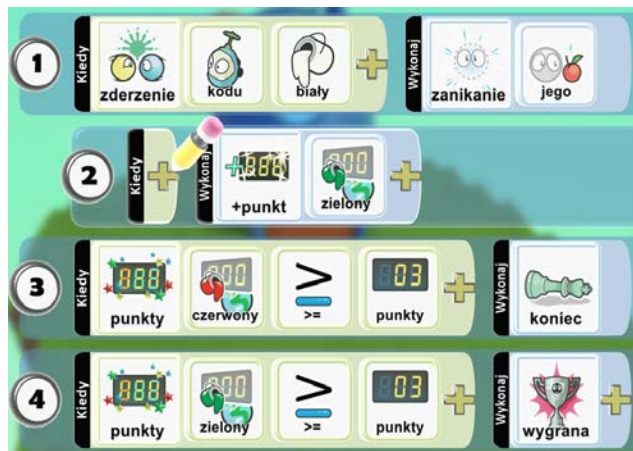 1 Kiedy zderzenie kodu biały Wykonaj zanikanie jego
2 Kiedy Wykonaj +punkt zielony
3 Kiedy punkty czerwony >= 03 punkty Wykonaj koniec
4 Kiedy punkty zielony >= 03 punkty Wykonaj wygrana